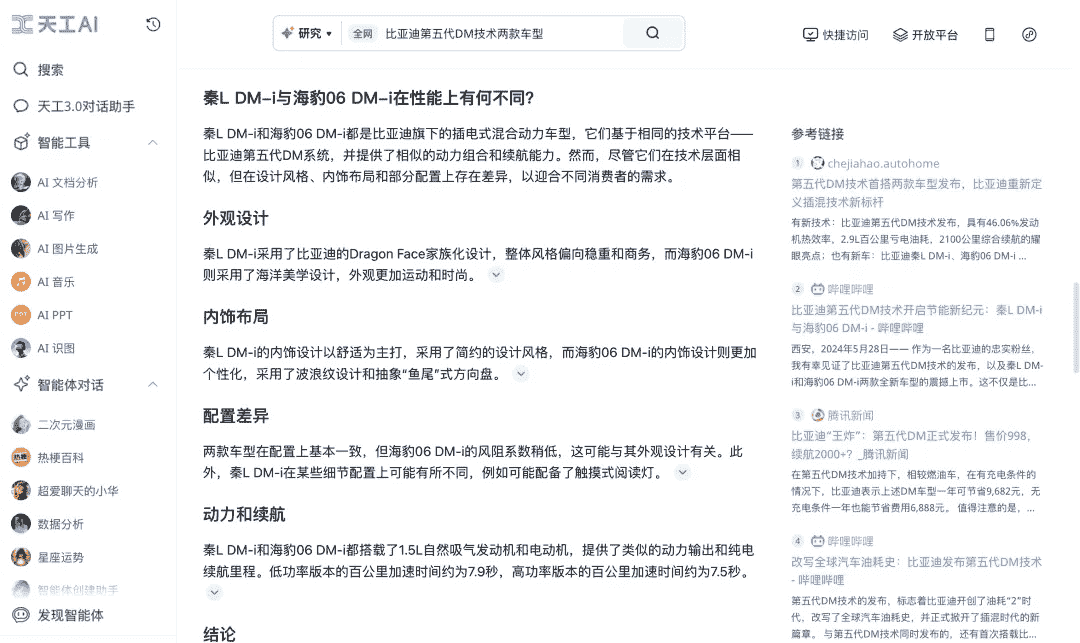 天工AI
搜索
天工3.0对话助手
智能工具
AI 文档分析
AI 写作
AI 图片生成
AI 音乐
AI PPT
AI 识图
智能体对话
二次元漫画
热梗百科
超爱聊天的小华
数据分析
星座运势
智能体创建助手
发现智能体
研究 全网 比亚迪第五代DM技术两款车型
快捷访问 开放平台
秦L DM-i与海豹06 DM-i在性能上有何不同?
秦L DM-i和海豹06 DM-i都是比亚迪旗下的插电式混合动力车型，它们基于相同的技术平台——
比亚迪第五代DM系统，并提供了相似的动力组合和续航能力。然而，尽管它们在技术层面相
似，但在设计风格、内饰布局和部分配置上存在差异，以迎合不同消费者的需求。
外观设计
秦L DM-i采用了比亚迪的Dragon Face家族化设计，整体风格偏向稳重和商务，而海豹06 DM-i
则采用了海洋美学设计，外观更加运动和时尚。
内饰布局
秦L DM-i的内饰设计以舒适为主打，采用了简约的设计风格，而海豹06 DM-i的内饰设计则更加
个性化，采用了波浪纹设计和抽象“鱼尾”式方向盘。
配置差异
两款车型在配置上基本一致，但海豹06 DM-i的风阻系数稍低，这可能与其外观设计有关。此
外，秦L DM-i在某些细节配置上可能有所不同，例如可能配备了触摸式阅读灯。
动力和续航
秦L DM-i和海豹06 DM-i都搭载了1.5L自然吸气发动机和电动机，提供了类似的动力输出和纯电
续航里程。低功率版本的百公里加速时间约为7.9秒，高功率版本的百公里加速时间约为7.5秒。
结论
参考链接
1 chejiahao.autohome
第五代DM技术首搭两款车型发布，比亚迪重新定
义插混技术新标杆
有新技术：比亚迪第五代DM技术发布，具有46.06%发动
机热效率，2.9L百公里亏电油耗，2100公里综合续航的耀
眼亮点；也有新车：比亚迪秦L DM-i、海豹06 DM-i ...
2 哔哩哔哩
比亚迪第五代DM技术开启节能新纪元：秦L DM-i
与海豹06 DM-i - 哔哩哔哩
西安，2024年5月28日—— 作为一名比亚迪的忠实粉丝，
我有幸见证了比亚迪第五代DM技术的发布，以及秦L DM-
i和海豹06 DM-i两款全新车型的震撼上市。这不仅是比...
3 腾讯新闻
比亚迪“王炸”：第五代DM正式发布！售价998，
续航2000+？_腾讯新闻
在第五代DM技术加持下，相较燃油车，在有充电条件的
情况下，比亚迪表示上述DM车型一年可节省9,682元，无
充电条件一年也能节省费用6,888元。 值得注意的是，...
4 哔哩哔哩
改写全球汽车油耗史：比亚迪发布第五代DM技术
- 哔哩哔哩
第五代DM技术的发布，标志着比亚迪开创了油耗“2”时
代，改写了全球汽车油耗史，并正式掀开了插混时代的新
篇章。 与第五代DM技术同时发布的，还有首次搭载比...